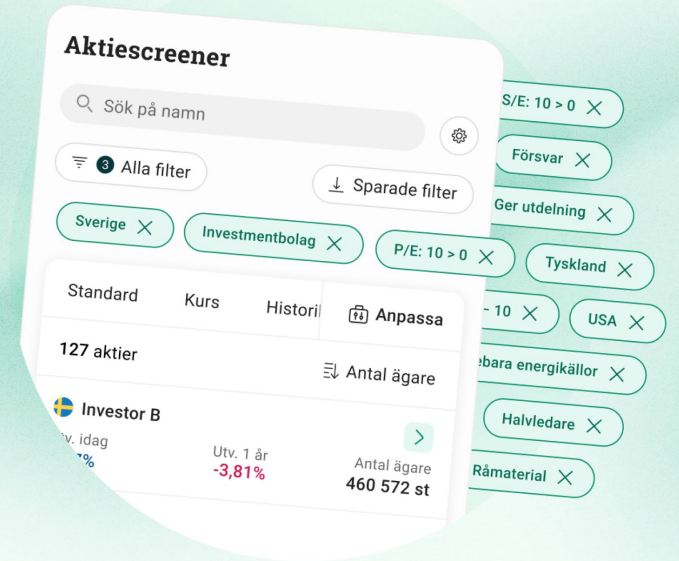 Aktiescreener
Sök på namn
3 Alla filter
Sparade filter
Sverige
Investmentbolag
P/E: 10 > 0
S/E: 10 > 0
Försvar
Ger utdelning
Tyskland
- 10
USA
ebara energikällor
Halvledare
Råmaterial
Standard Kurs Histori Anpassa
127 aktier
Antal ägare
Investor B
v. idag
Utv. 1 år
Antal ägare
%
-3,81%
460 572 st